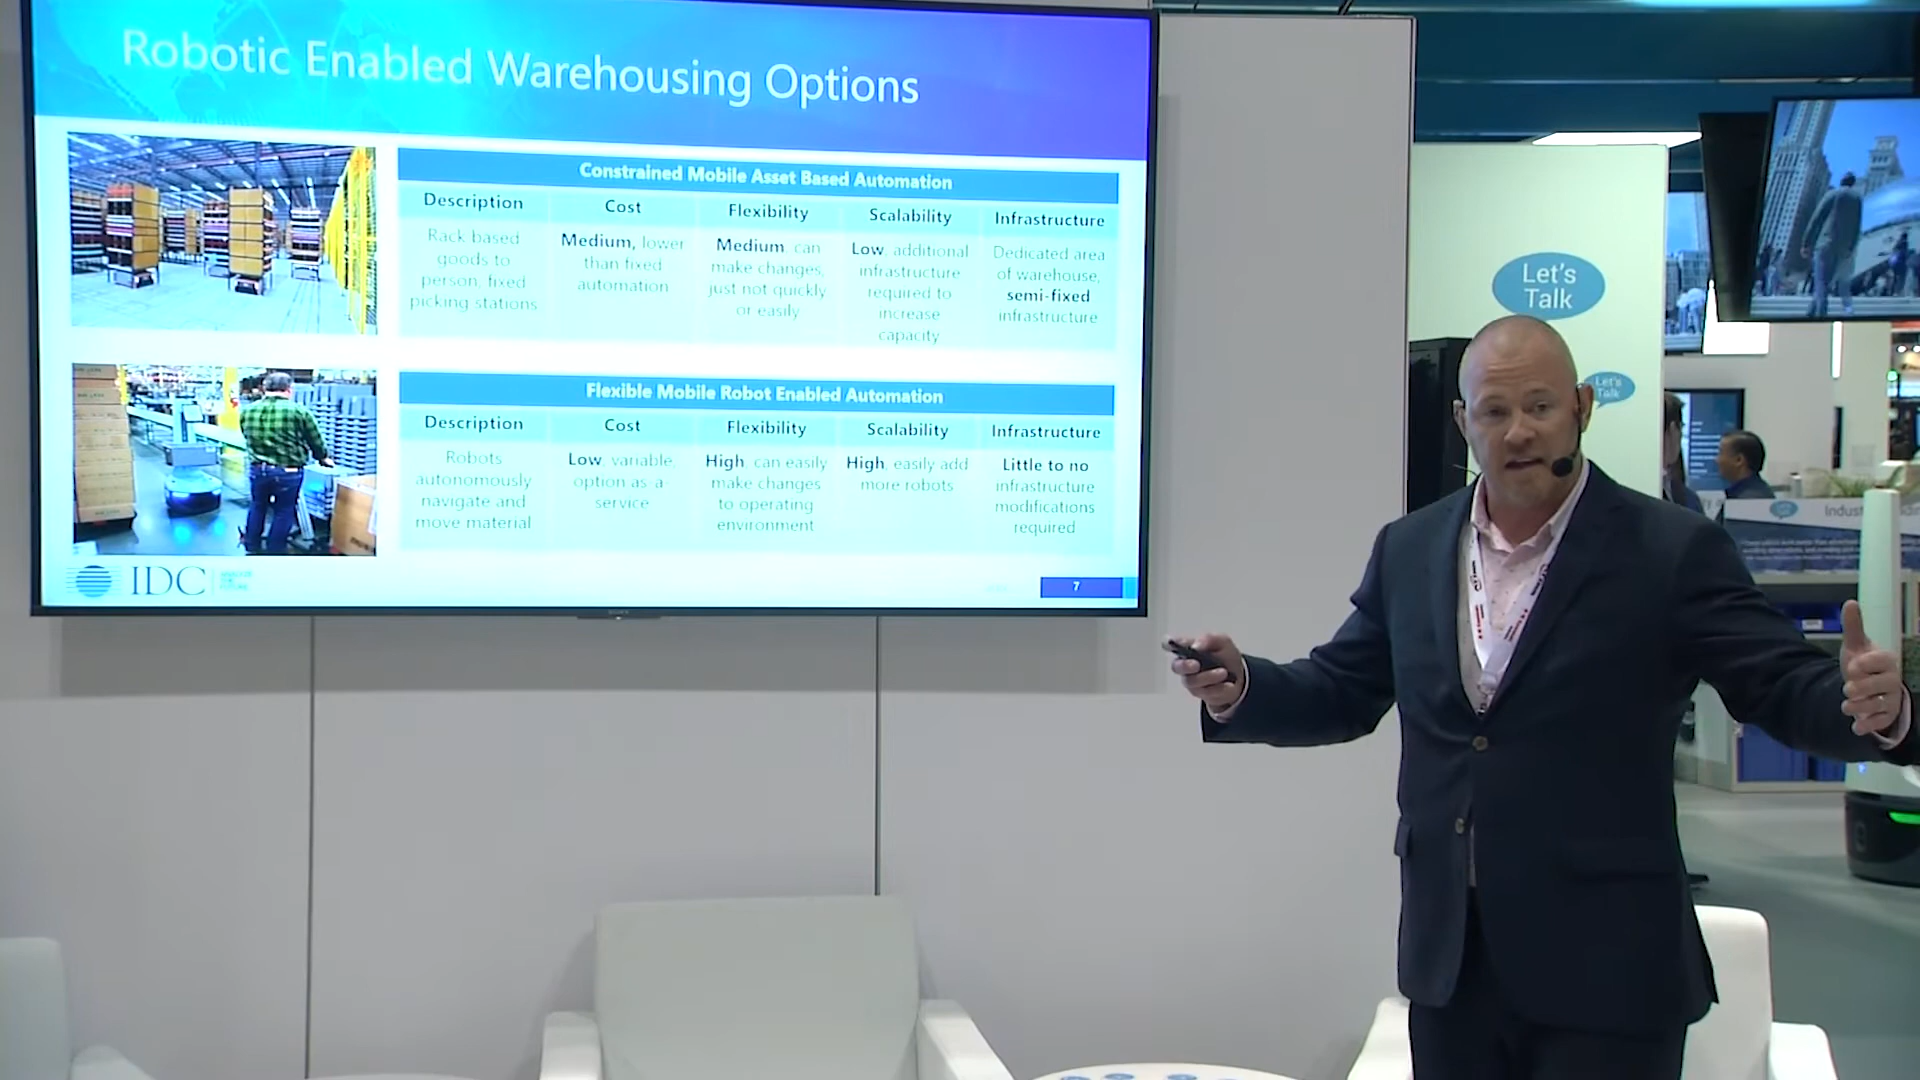 Robotic Enabled Warehousing Options
Constrained Mobile Asset Based Automation
Description
Cost
Flexibility
Scalability
Infrastructure
Rack based
goods to
person, fixed
picking stations
Medium, lower
than fixed
automation
Medium, can
make changes,
just not quickly
or easily
Low, additional
infrastructure
required to
increase
capacity
Dedicated area
of warehouse,
semi-fixed
infrastructure
Flexible Mobile Robot Enabled Automation
Description
Cost
Flexibility
Scalability
Infrastructure
Robots
autonomously
navigate and
move material
Low, variable,
option as-a-
service
High, can easily
make changes
to operating
environment
High, easily add
more robots
Little to no
infrastructure
modifications
required
IDC
7
Let's
Talk
Let's
Talk